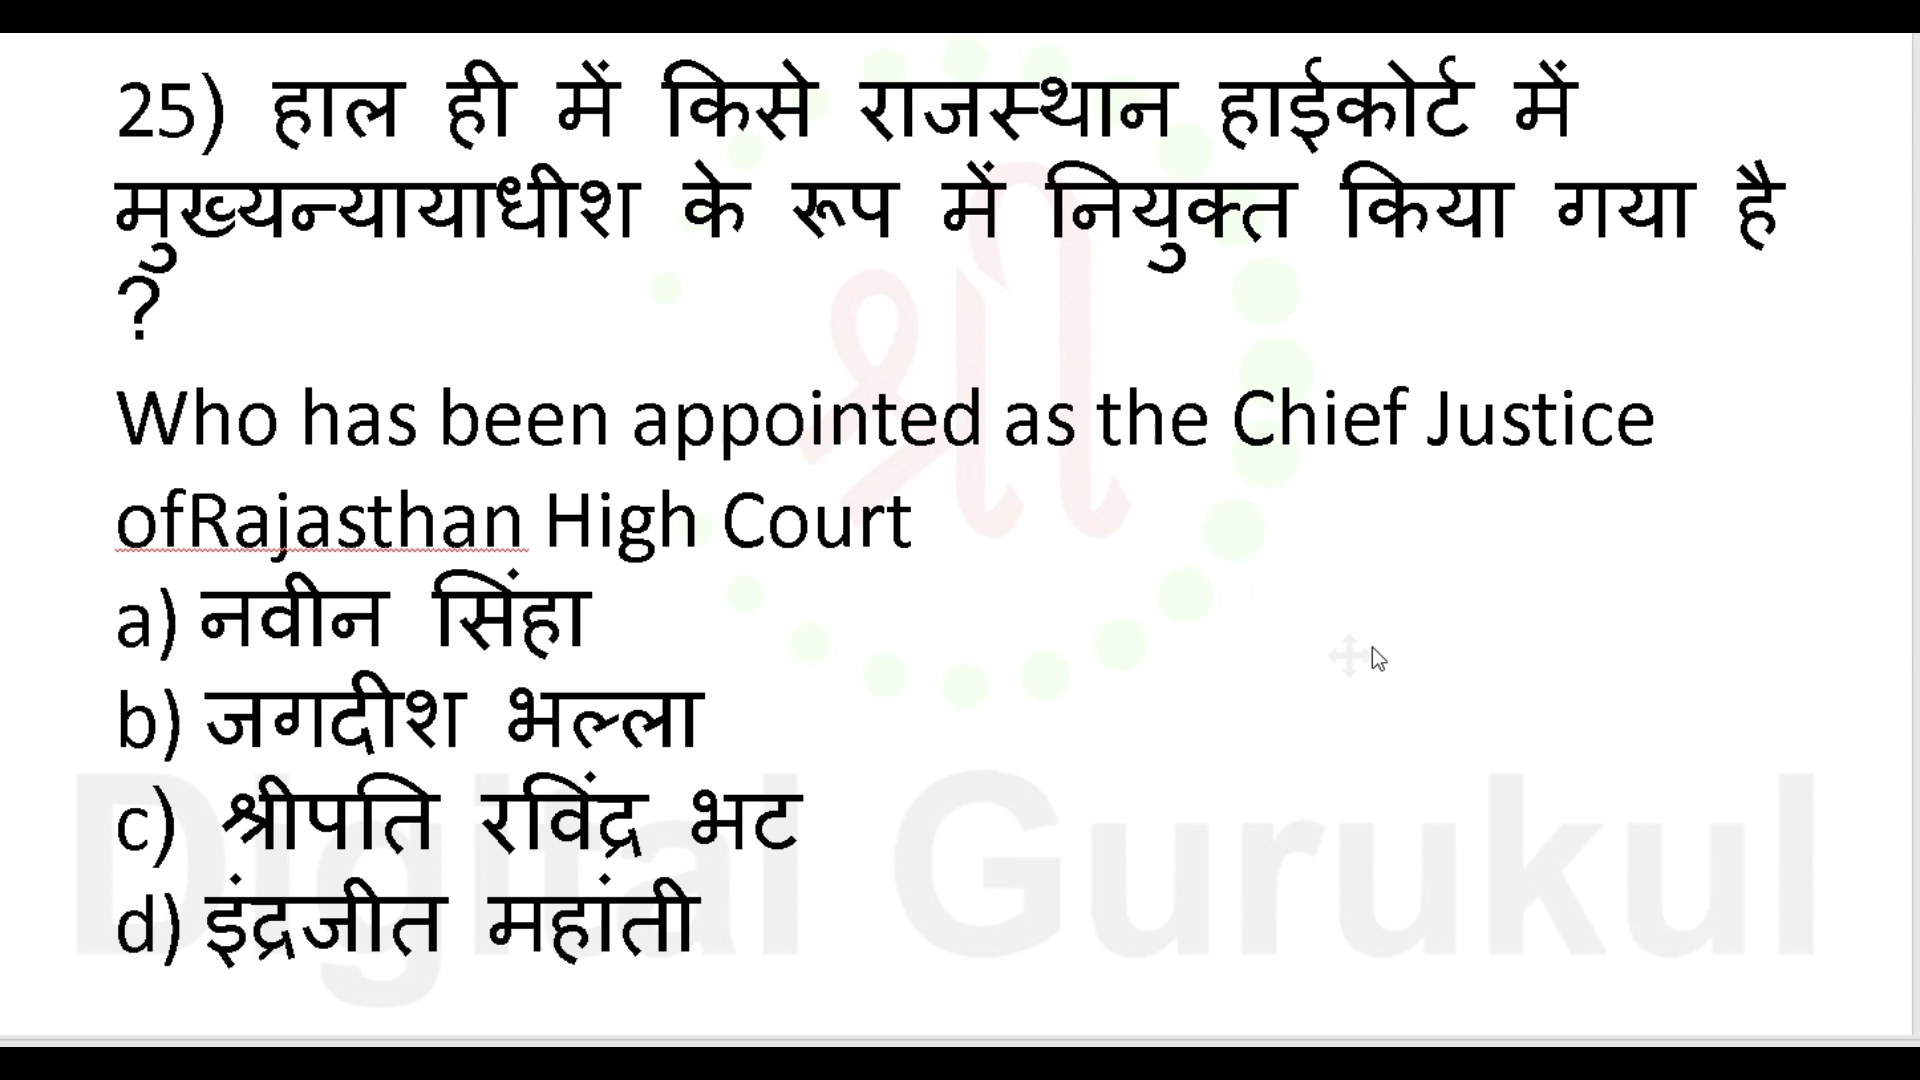 25) हाल ही में किसे राजस्थान हाईकोर्ट में
मुख्यन्यायाधीश के रूप में नियुक्त किया गया है
?
Who has been appointed as the Chief Justice
ofRajasthan High Court
a) नवीन सिंहा
b) जगदीश भल्ला
c) श्रीपति रविंद्र भट
d) इंद्रजीत महांती
श्री
Digital Gurukul